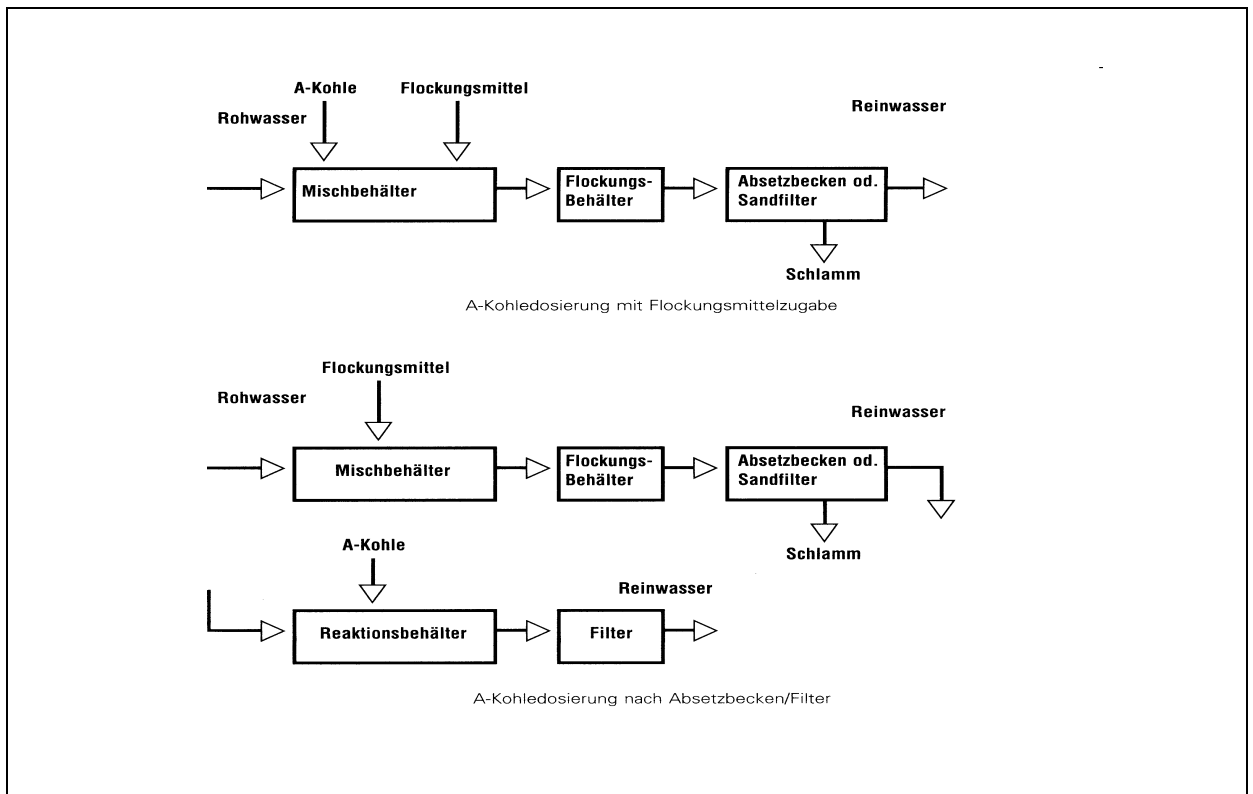 A-Kohle
Flockungsmittel
Rohwasser
Reinwasser
Mischbehälter
Flockungs-
Behälter
Absetzbecken od.
Sandfilter
Schlamm
A-Kohledosierung mit Flockungsmittelzugabe
Flockungsmittel
Rohwasser
Reinwasser
Mischbehälter
Flockungs-
Behälter
Absetzbecken od.
Sandfilter
Schlamm
A-Kohle
Reinwasser
Reaktionsbehälter
Filter
A-Kohledosierung nach Absetzbecken/Filter